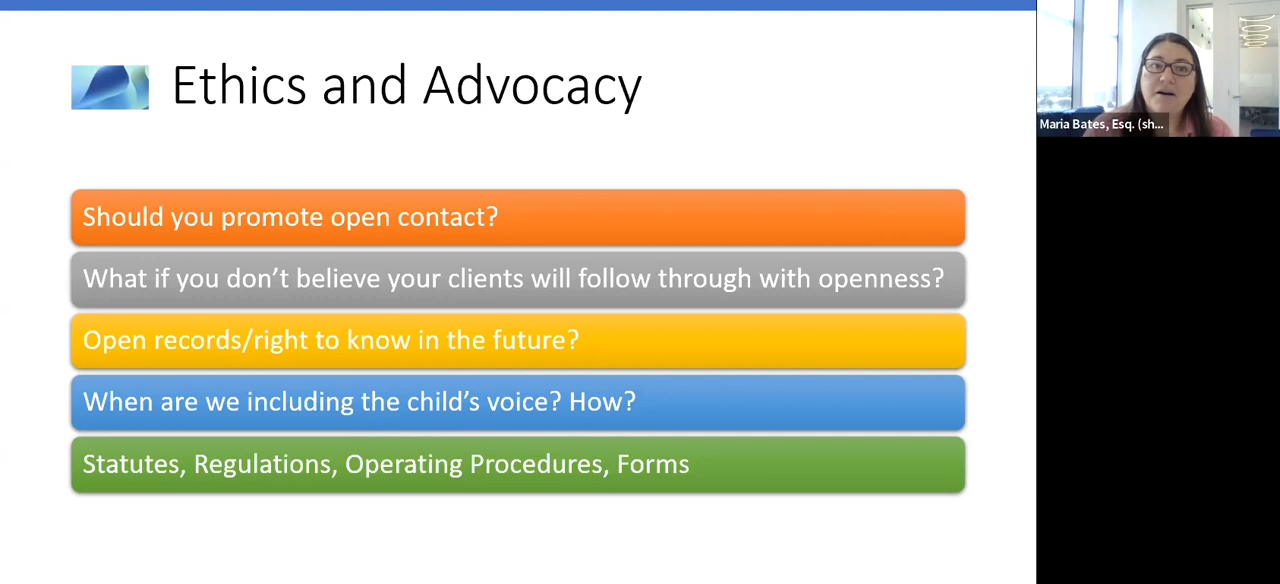 Ethics and Advocacy
Maria Bates, Esq. (sh...
Should you promote open contact?
What if you don't believe your clients will follow through with openness?
Open records/right to know in the future?
When are we including the child's voice? How?
Statutes, Regulations, Operating Procedures, Forms